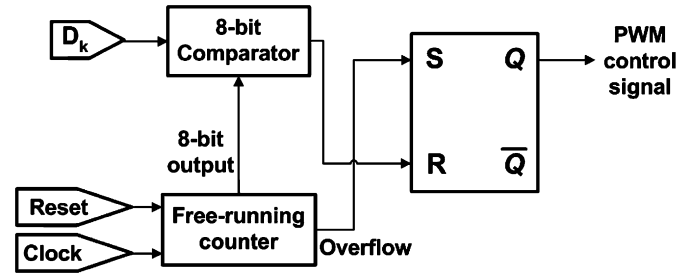 D_k
8-bit
Comparator
8-bit
output
Reset
Clock
Free-running
counter
Overflow
S
Q
R
Q̅
PWM
control
signal